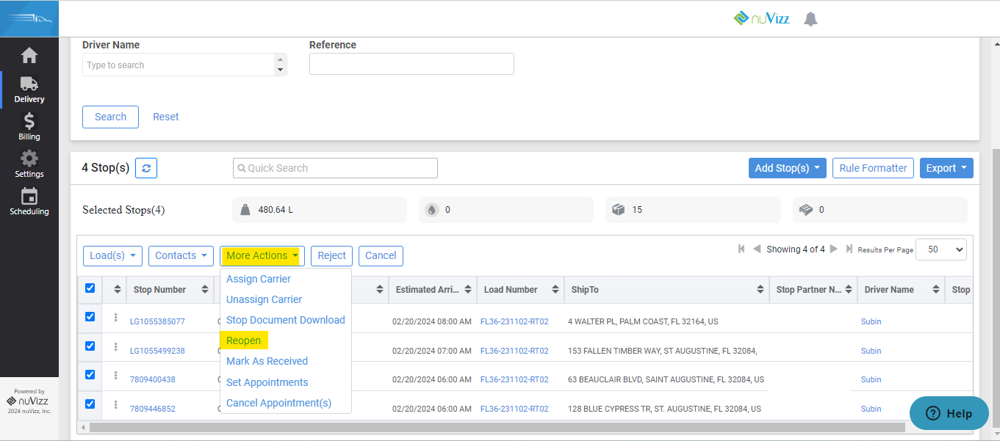 nuVizz
Driver Name
Reference
Type to search
Search
Reset
Delivery
Billing
Settings
Scheduling
4 Stop(s)
Quick Search
Add Stop(s)
Rule Formatter
Export
Selected Stops(4)
480.64 L
0
15
0
Load(s)
Contacts
More Actions
Reject
Cancel
Showing 4 of 4
Results Per Page
50
Assign Carrier
Unassign Carrier
Stop Document Download
Reopen
Mark As Received
Set Appointments
Cancel Appointment(s)
Stop Number
Estimated Arri...
Load Number
ShipTo
Stop Partner N...
Driver Name
Stop
LG1055385077
02/20/2024 08:00 AM
FL36-231102-RT02
4 WALTER PL, PALM COAST, FL 32164, US
Subin
LG1055499238
02/20/2024 07:00 AM
FL36-231102-RT02
153 FALLEN TIMBER WAY, ST AUGUSTINE, FL 32084,
Subin
7809400438
02/20/2024 06:00 AM
FL36-231102-RT02
63 BEAUCLAIR BLVD, SAINT AUGUSTINE, FL 32084, US
Subin
7809446852
02/20/2024 06:00 AM
FL36-231102-RT02
128 BLUE CYPRESS TR, ST. AUGUSTINE, FL 32084, US
Subin
Powered by
nuVizz
2024 nuVizz, Inc.
Help